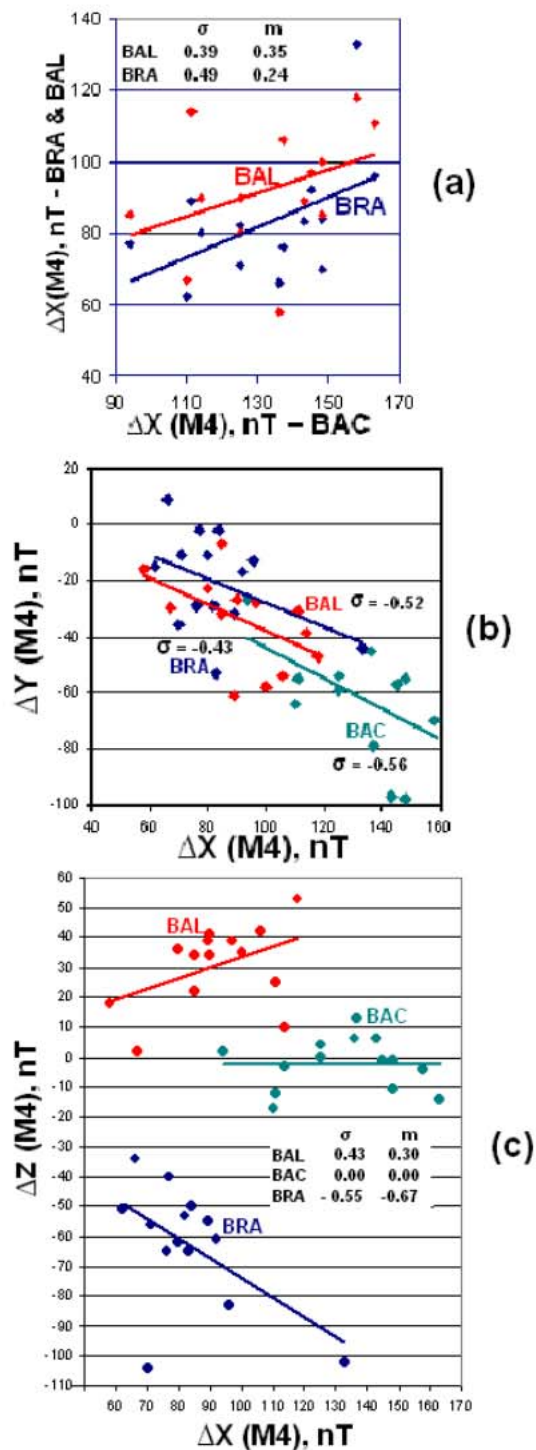 σ m
BAL 0.39 0.35
BRA 0.49 0.24
140
120
100
80
60
40
ΔX(M4), nT - BRA & BAL
BAL
BRA
(a)
90 110 130 150 170
ΔX (M4), nT – BAC
20
0
-20
-40
-60
-80
-100
ΔY (M4), nT
BAL
σ = -0.52
σ = -0.43
BRA
BAC
σ = -0.56
(b)
40 60 80 100 120 140 160
ΔX (M4), nT
60
50
40
30
20
10
0
-10
-20
-30
-40
-50
-60
-70
-80
-90
-100
-110
ΔZ (M4), nT
BAL
BAC
σ m
BAL 0.43 0.30
BAC 0.00 0.00
BRA - 0.55 -0.67
BRA
(c)
60 70 80 90 100 110 120 130 140 150 160 170
ΔX (M4), nT